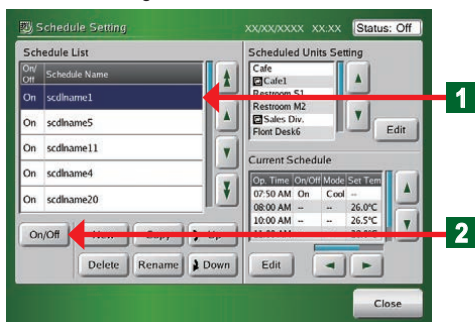 Schedule Setting
XX/XX/XXXX XX:XX
Status: Off
Schedule List
On/Off Schedule Name
On scdlname1
On scdlname5
On scdlname11
On scdlname4
On scdlname20
On/Off
Copy
Up
Delete
Rename
Down
Scheduled Units Setting
Cafe
Cafe1
Restroom S1
Restroom M2
Sales Div.
Flont Desk6
Edit
Current Schedule
Op. Time On/Off Mode Set Tem
07:50 AM On Cool --
08:00 AM -- -- 26.0°C
10:00 AM -- -- 26.5°C
Edit
Close
1
2